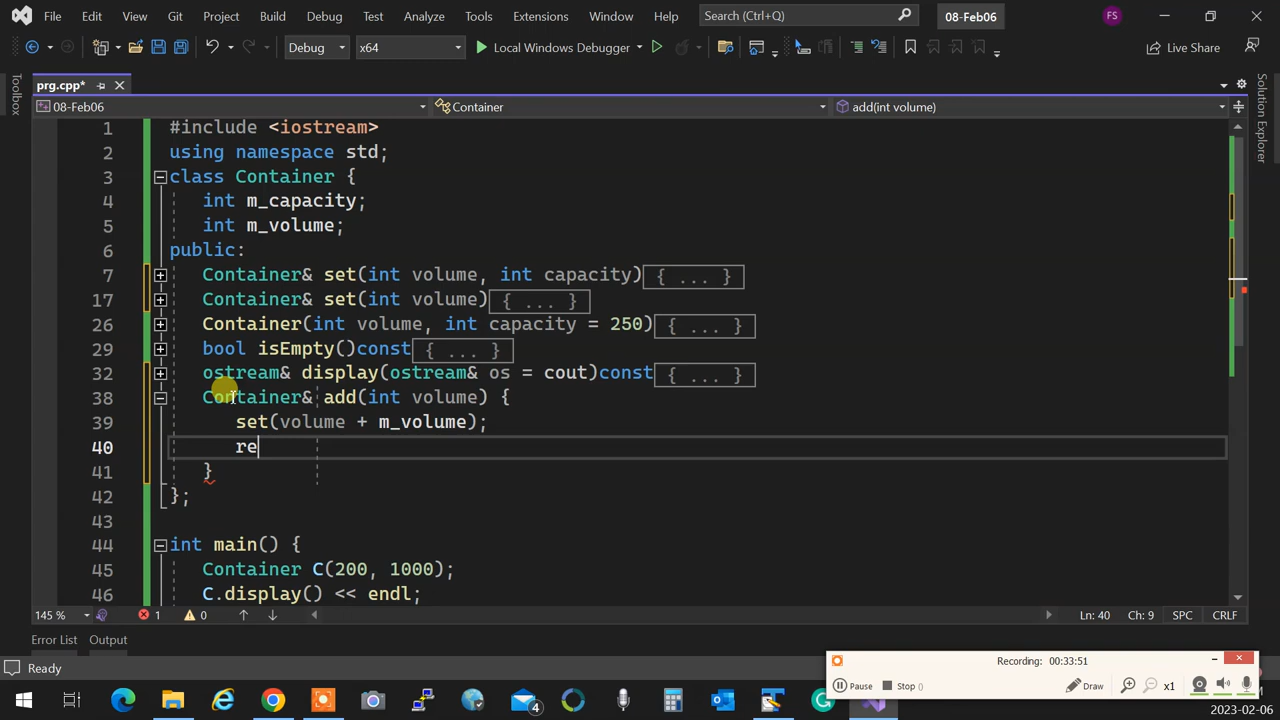 File Edit View Git Project Build Debug Test Analyze Tools Extensions Window Help Search (Ctrl+Q) 08-Feb06 FS
Debug x64 Local Windows Debugger Live Share
prg.cpp*
08-Feb06 Container add(int volume)
1 #include <iostream>
2 using namespace std;
3 class Container {
4 int m_capacity;
5 int m_volume;
6 public:
7 Container& set(int volume, int capacity){ ... }
17 Container& set(int volume){ ... }
26 Container(int volume, int capacity = 250){ ... }
29 bool isEmpty()const{ ... }
32 ostream& display(ostream& os = cout)const{ ... }
38 Container& add(int volume) {
39 set(volume + m_volume);
40 re
41 }
42 };
43
44 int main() {
45 Container C(200, 1000);
46 C.display() << endl;
145 % 1 0 Ln: 40 Ch: 9 SPC CRLF
Error List Output
Ready
Recording: 00:33:51
Pause Stop () Draw x1
4
2023-02-06
Toolbox
Solution Explorer